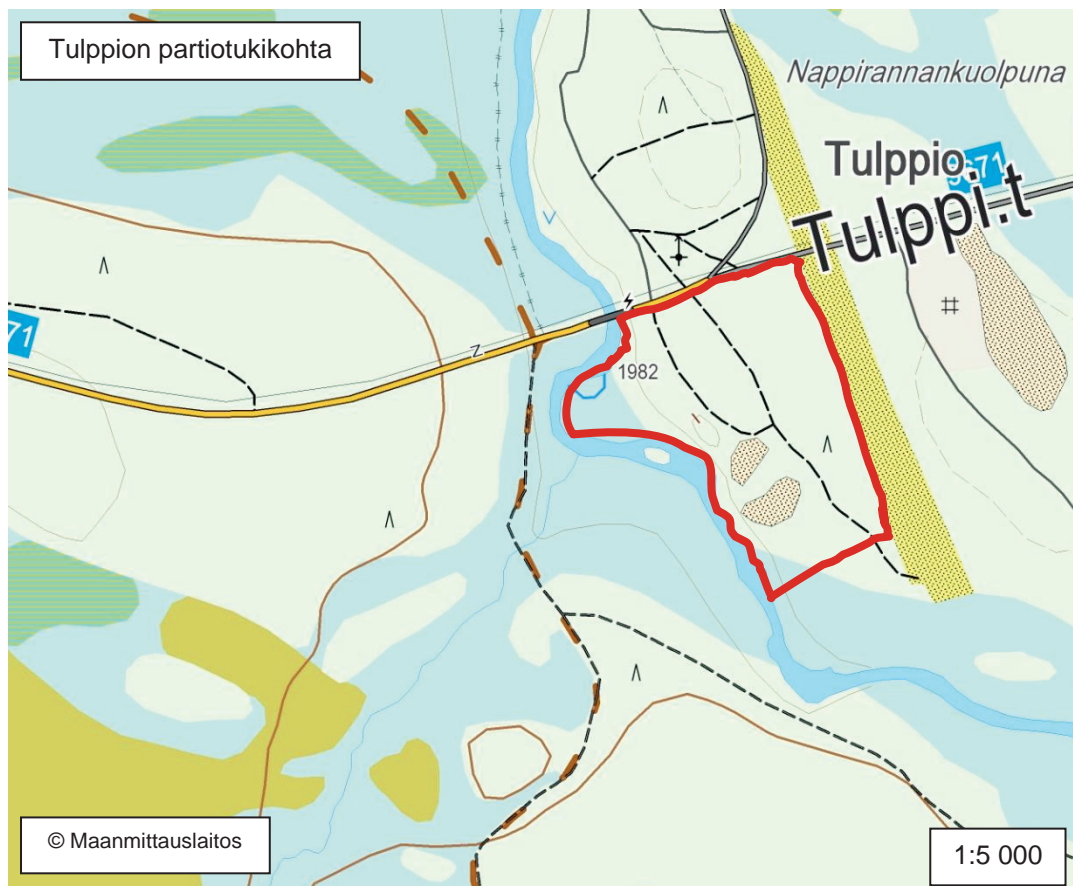 Tulppion partiotukikohta
Nappirannankuolpuna
Tulppio
Tulppi.t
71
Z
1982
© Maanmittauslaitos
1:5 000